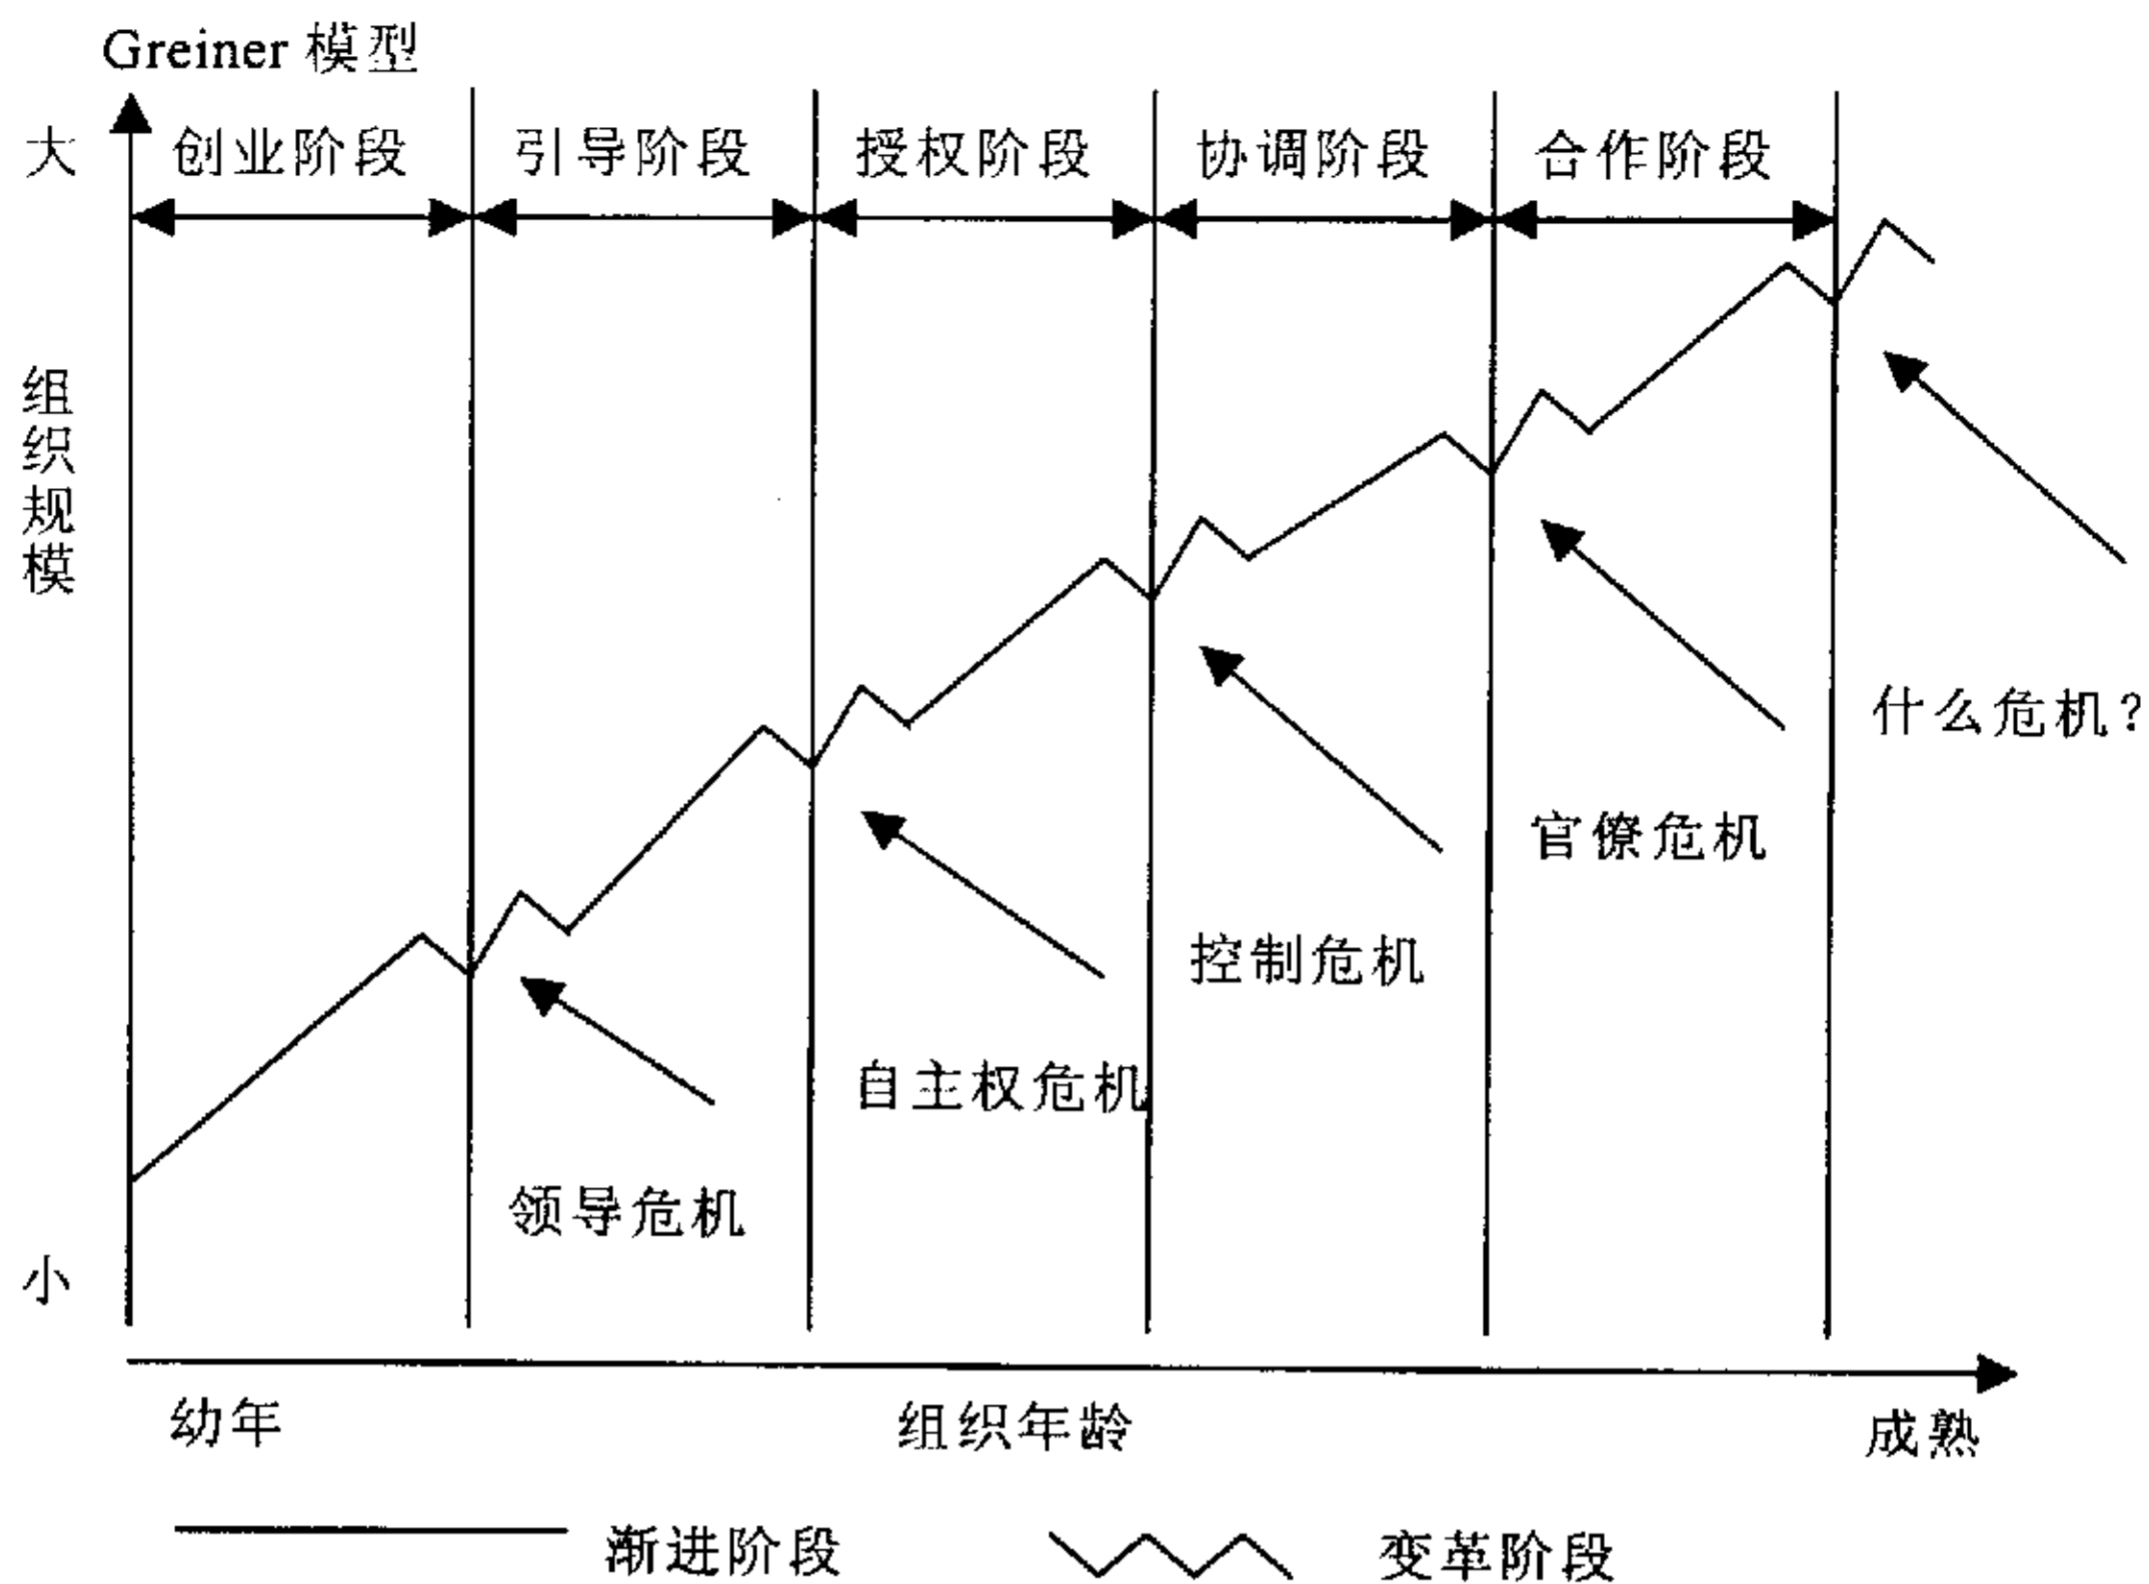 Greiner 模型
大
创业阶段
引导阶段
授权阶段
协调阶段
合作阶段
组织规模
什么危机?
官僚危机
控制危机
自主权危机
领导危机
小
幼年
组织年龄
成熟
渐进阶段
变革阶段